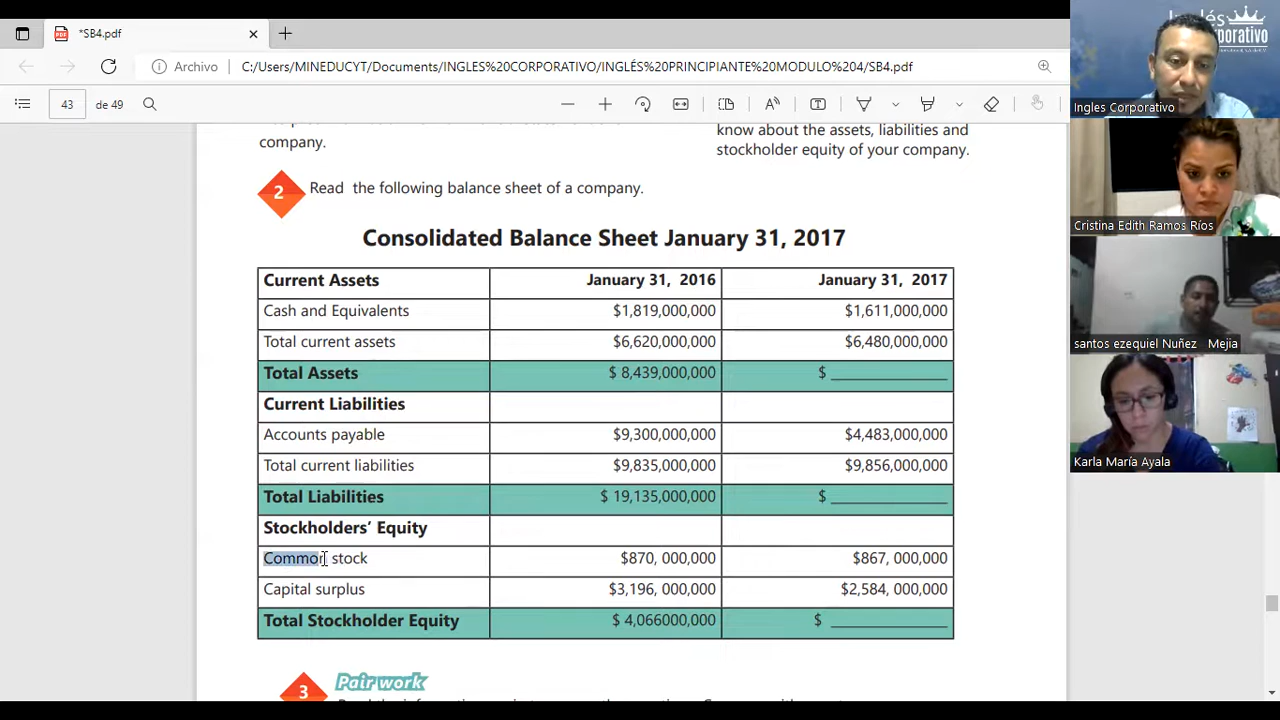 *SB4.pdf
Archivo
C:/Users/MINEDUCYT/Documents/INGLES%20CORPORATIVO/INGLÉS%20PRINCIPIANTE%20MODULO%204/SB4.pdf
43 de 49
company.
know about the assets, liabilities and
stockholder equity of your company.
2 Read the following balance sheet of a company.
Consolidated Balance Sheet January 31, 2017
Current Assets January 31, 2016 January 31, 2017
Cash and Equivalents $1,819,000,000 $1,611,000,000
Total current assets $6,620,000,000 $6,480,000,000
Total Assets $ 8,439,000,000 $ ______________
Current Liabilities
Accounts payable $9,300,000,000 $4,483,000,000
Total current liabilities $9,835,000,000 $9,856,000,000
Total Liabilities $ 19,135,000,000 $ ______________
Stockholders’ Equity
Common stock $870, 000,000 $867, 000,000
Capital surplus $3,196, 000,000 $2,584, 000,000
Total Stockholder Equity $ 4,066000,000 $ ______________
3 Pair work
Inglés
Corporativo
Ingles Corporativo
Cristina Edith Ramos Ríos
santos ezequiel Nuñez Mejia
Karla María Ayala